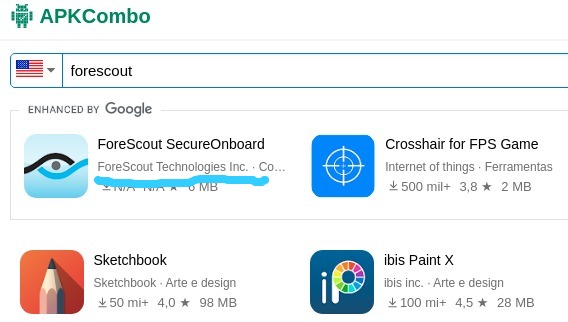 APKCombo
forescout
ENHANCED BY Google
ForeScout SecureOnboard
ForeScout Technologies Inc. · Co…
N/A N/A ★ 6 MB
Crosshair for FPS Game
Internet of things · Ferramentas
500 mil+ 3,8 ★ 2 MB
Sketchbook
Sketchbook · Arte e design
50 mi+ 4,0 ★ 98 MB
ibis Paint X
ibis inc. · Arte e design
100 mi+ 4,5 ★ 28 MB